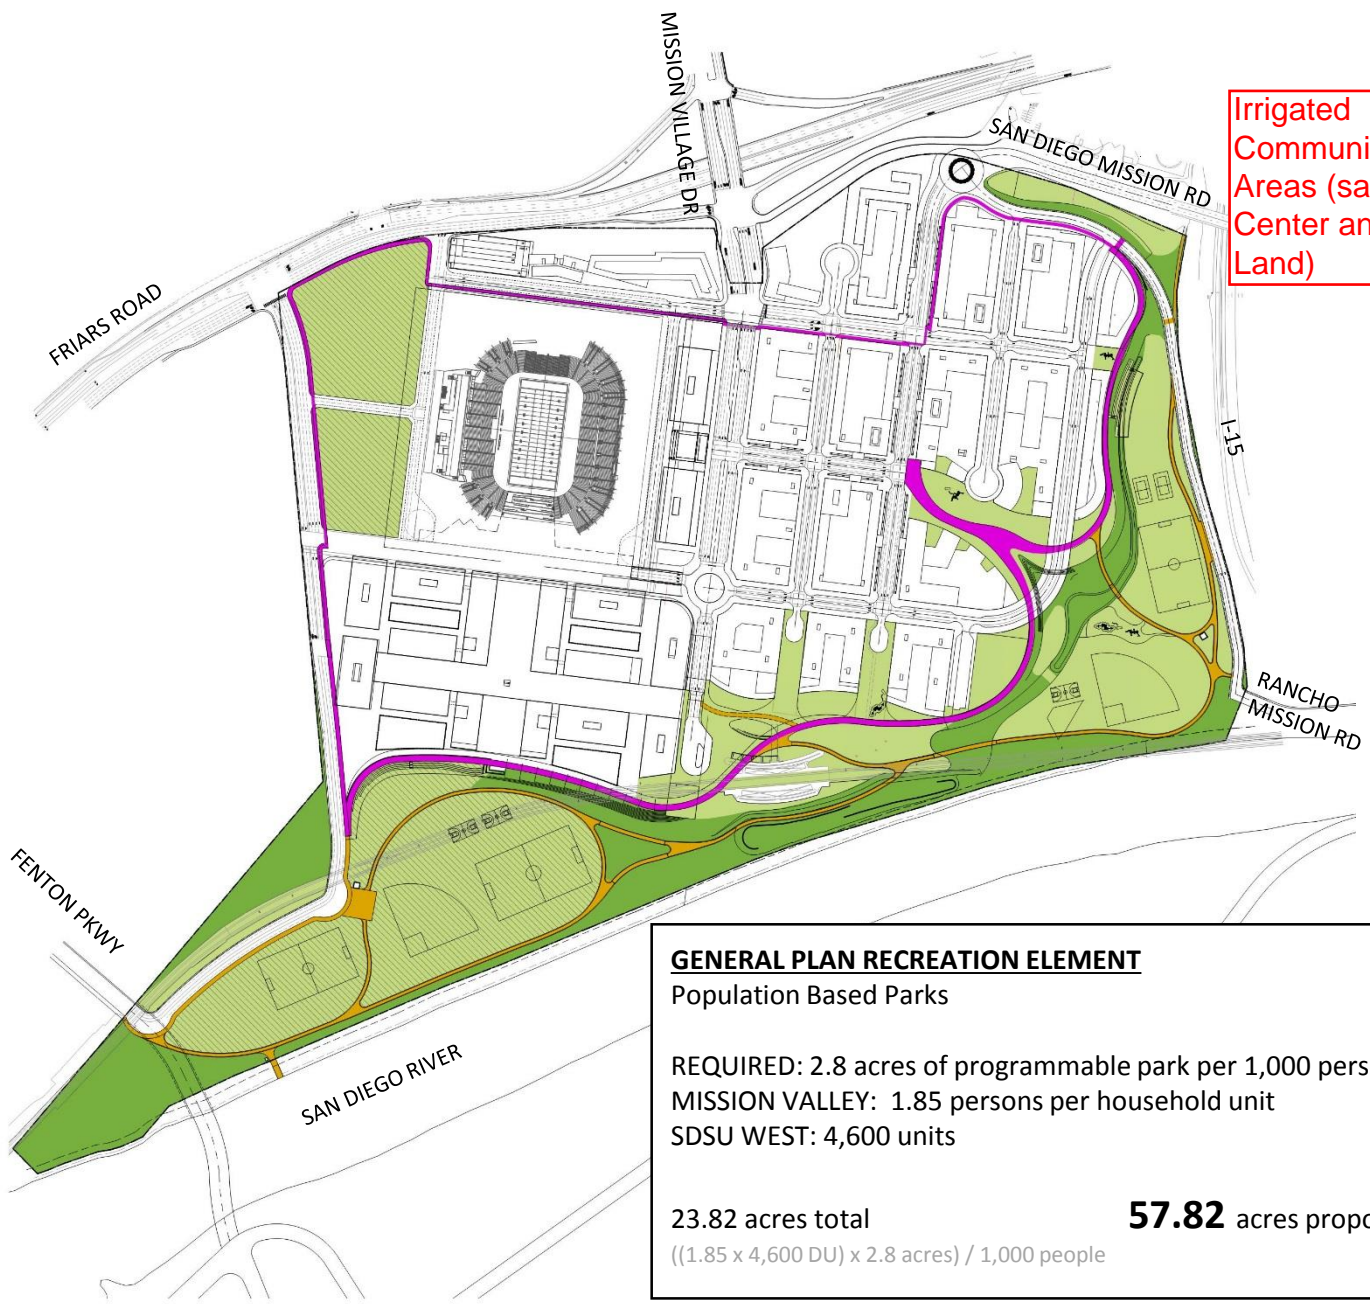 MISSION VILLAGE DR
SAN DIEGO MISSION RD
Irrigated
Communi
Areas (sa
Center an
Land)
FRIARS ROAD
I-15
RANCHO
MISSION RD
FENTON PKWY
SAN DIEGO RIVER
GENERAL PLAN RECREATION ELEMENT
Population Based Parks
REQUIRED: 2.8 acres of programmable park per 1,000 pers
MISSION VALLEY: 1.85 persons per household unit
SDSU WEST: 4,600 units
23.82 acres total 57.82 acres propo
((1.85 x 4,600 DU) x 2.8 acres) / 1,000 people